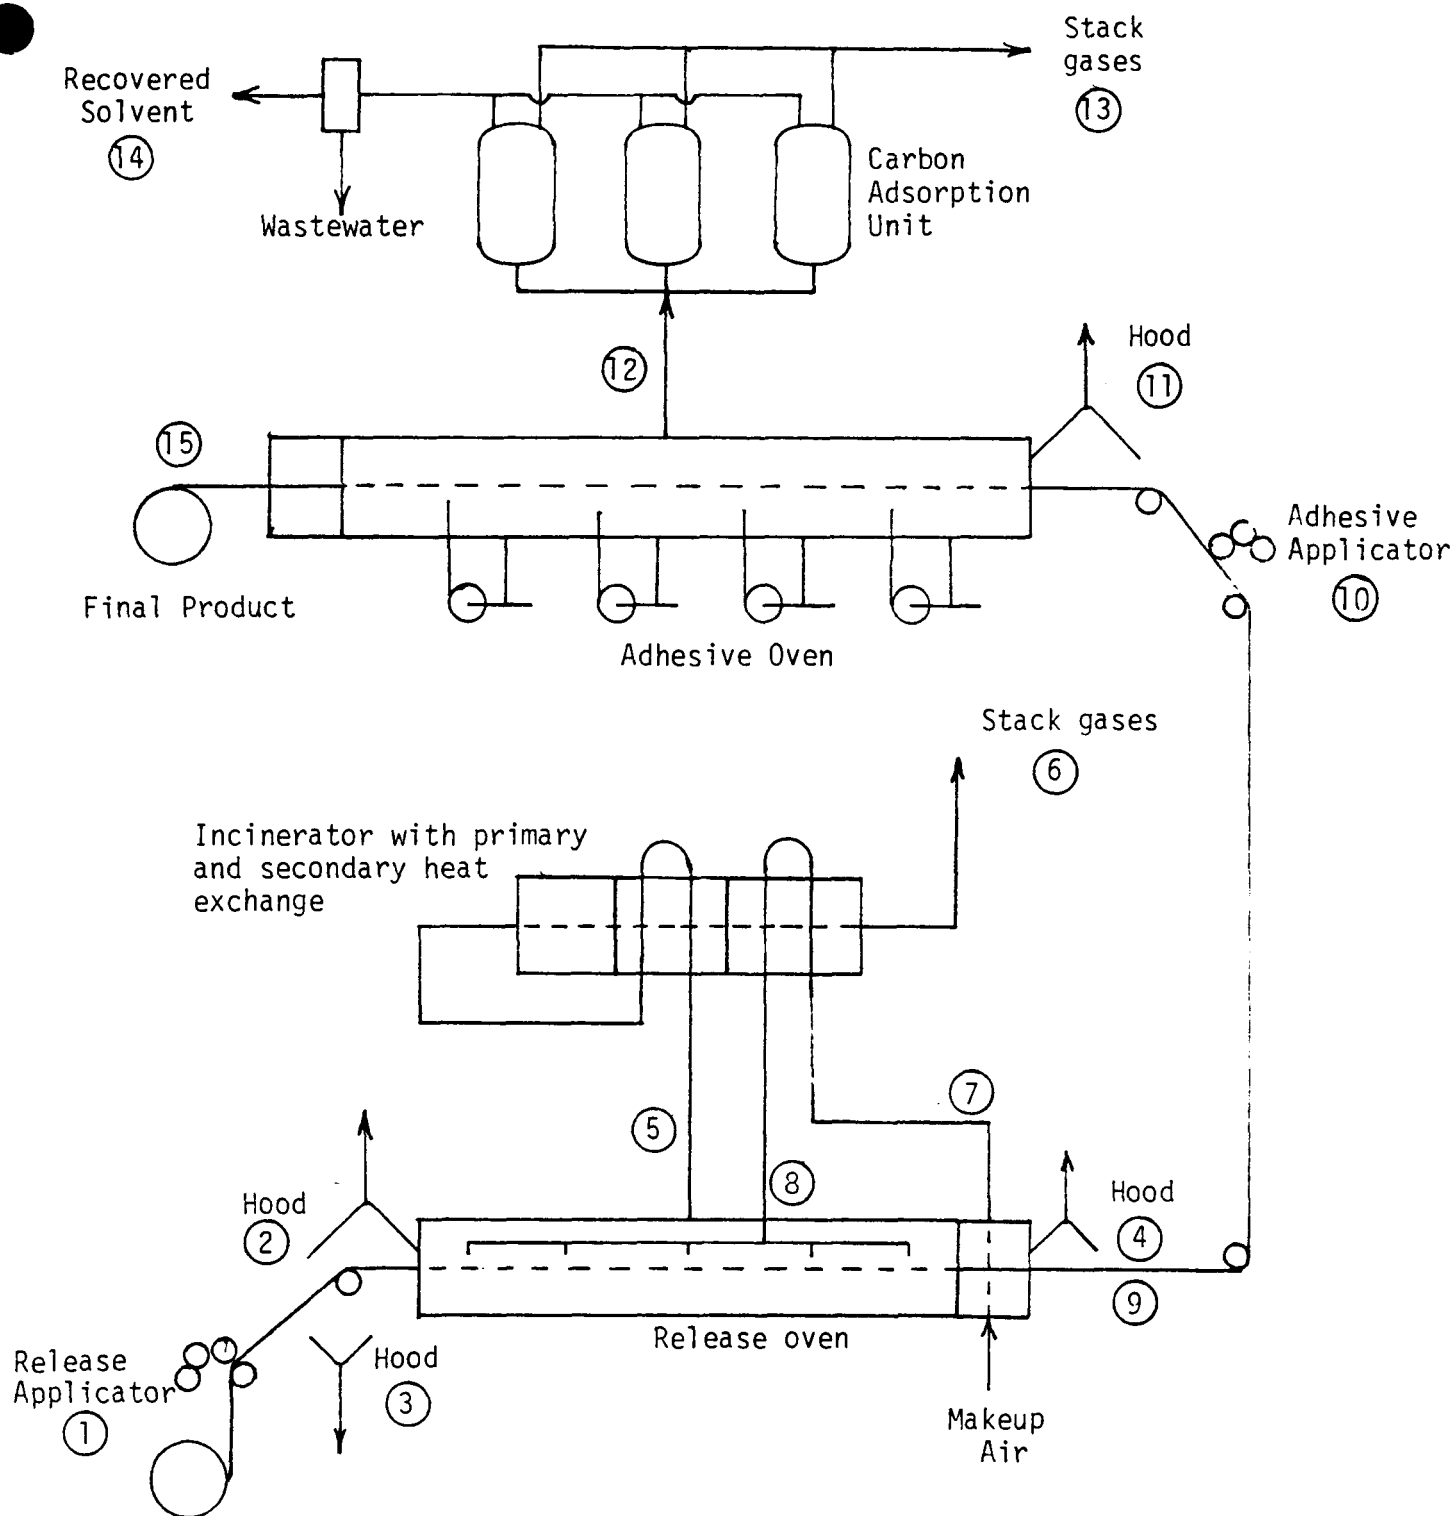 Stack
gases
13
Recovered
Solvent
14
Wastewater
Carbon
Adsorption
Unit
12
Hood
11
15
Final Product
Adhesive
Applicator
10
Adhesive Oven
Stack gases
6
Incinerator with primary
and secondary heat
exchange
5
7
8
Hood
2
Hood
4
9
Release oven
Release
Applicator
1
Hood
3
Makeup
Air